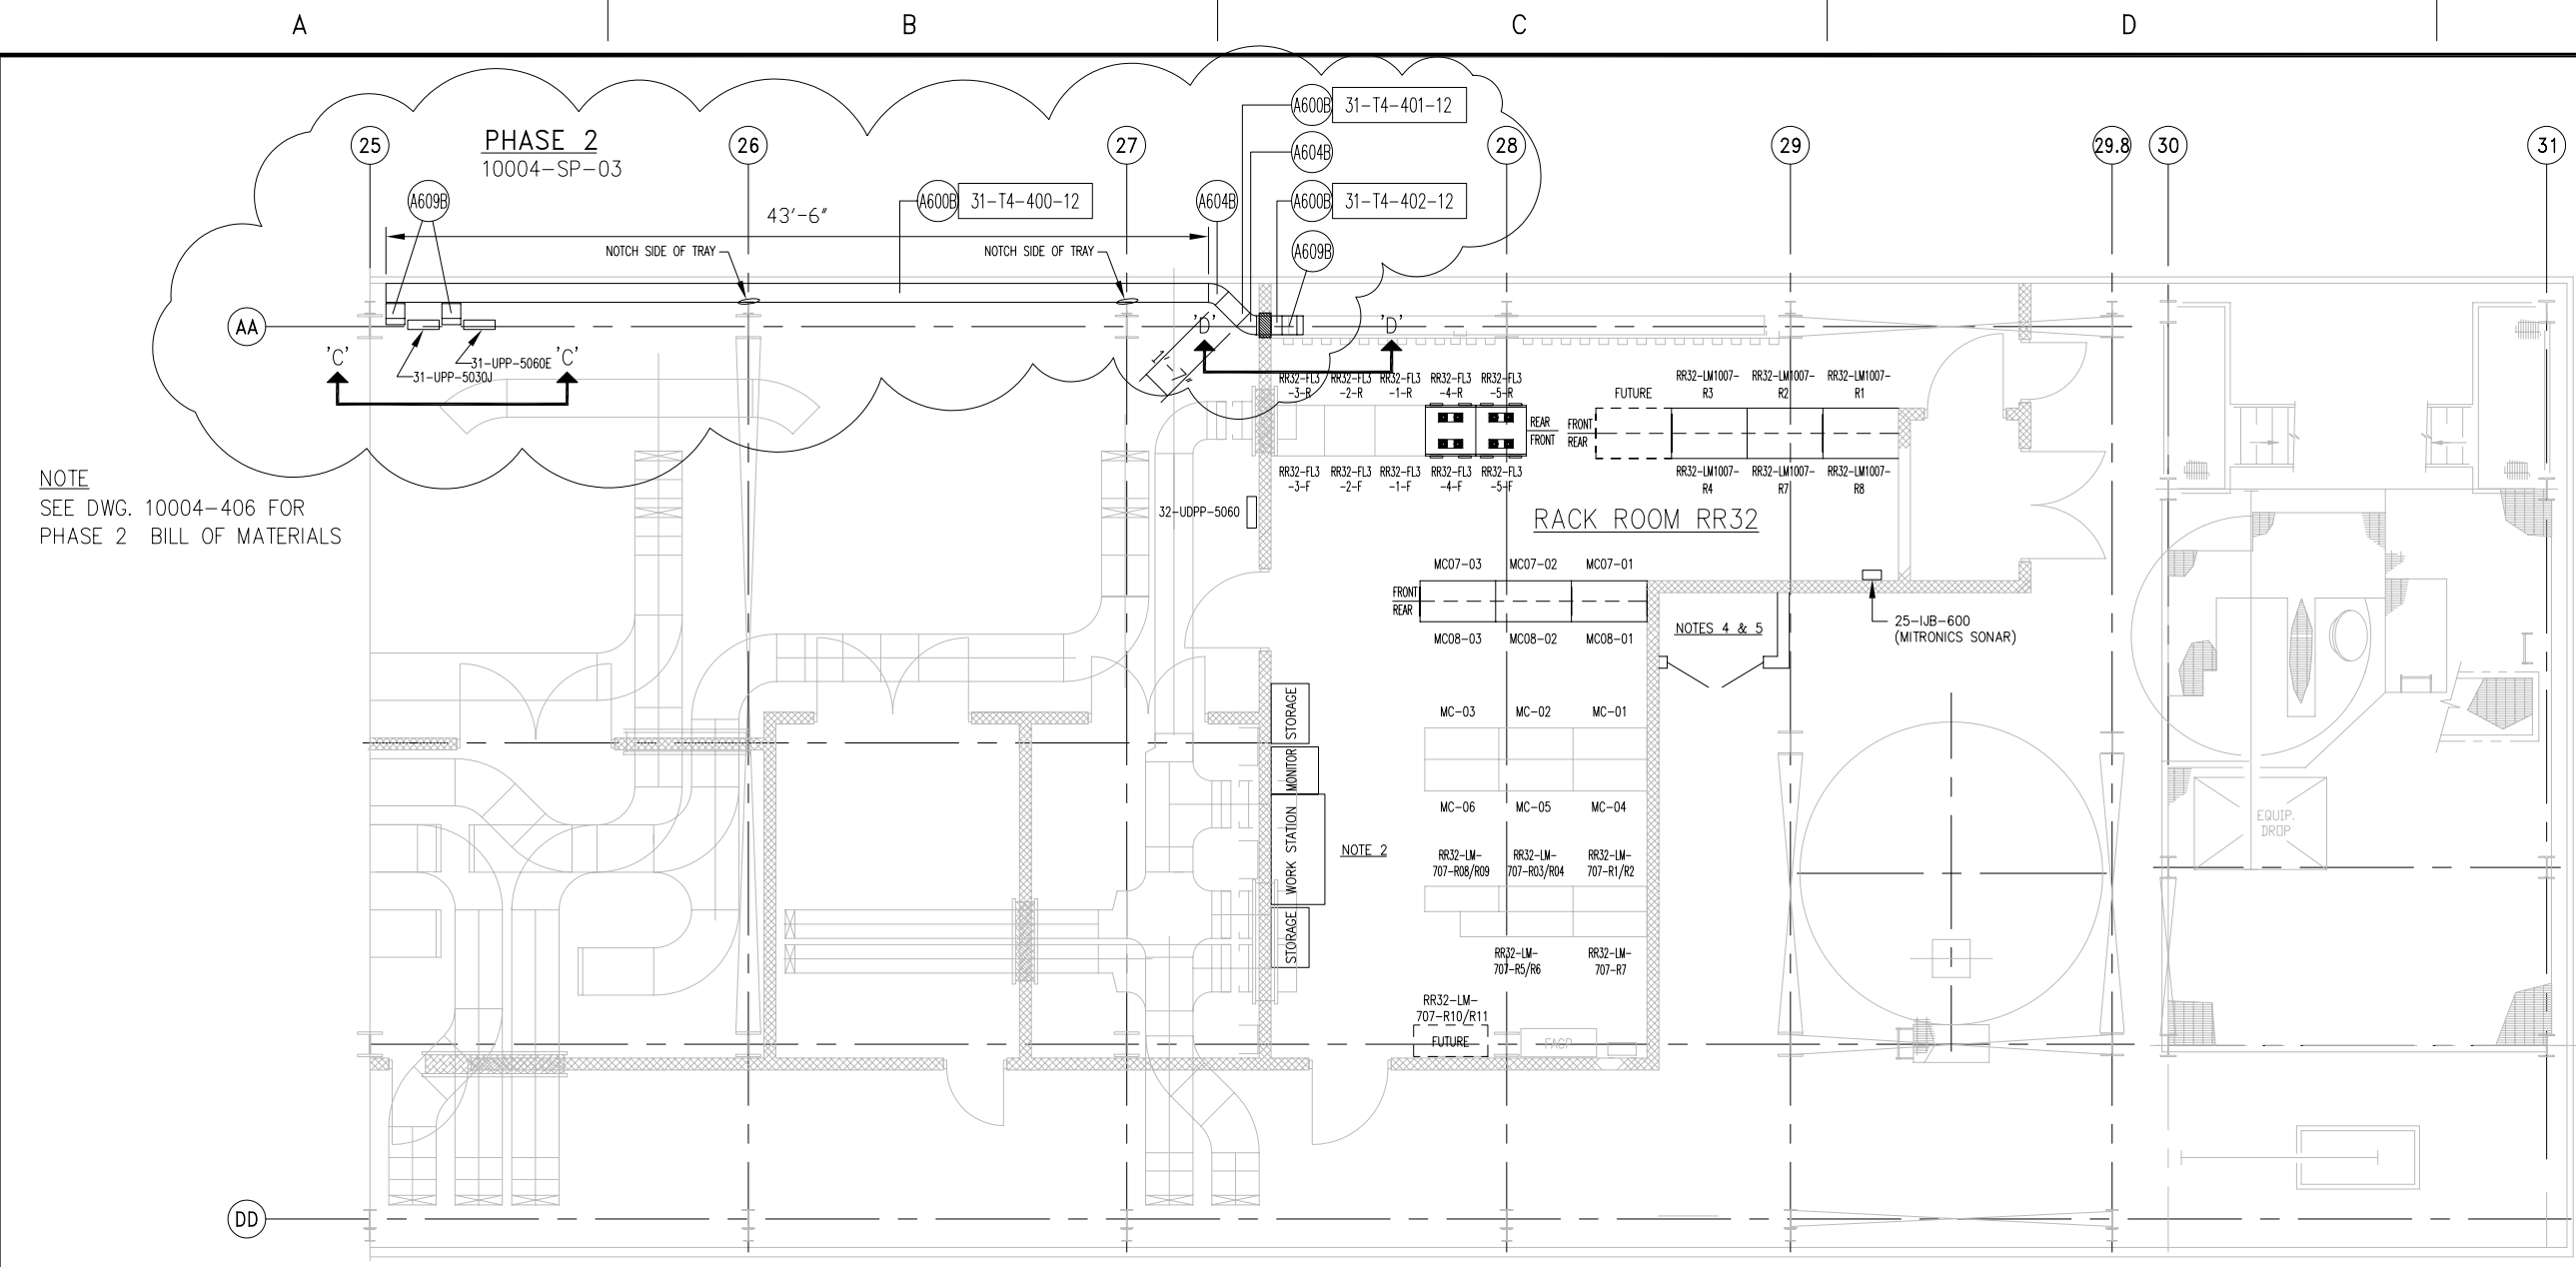 A
B
C
D
PHASE 2
10004-SP-03
25
26
27
28
29
29.8
30
31
A600B
31-T4-401-12
A604B
A609B
A600B
31-T4-400-12
A604B
A600B
31-T4-402-12
A609B
43'-6"
NOTCH SIDE OF TRAY
NOTCH SIDE OF TRAY
AA
'C'
'C'
31-UPP-5060E
31-UPP-5030J
'D'
'D'
1'-7"
NOTE
SEE DWG. 10004-406 FOR
PHASE 2 BILL OF MATERIALS
RR32-FL3
-3-R
RR32-FL3
-2-R
RR32-FL3
-1-R
RR32-FL3
-4-R
RR32-FL3
-5-R
REAR
FRONT
RR32-FL3
-3-F
RR32-FL3
-2-F
RR32-FL3
-1-F
RR32-FL3
-4-F
RR32-FL3
-5-F
FRONT
REAR
FUTURE
RR32-LM1007-
R3
RR32-LM1007-
R2
RR32-LM1007-
R1
RR32-LM1007-
R4
RR32-LM1007-
R7
RR32-LM1007-
R8
32-UDPP-5060
RACK ROOM RR32
MC07-03
MC07-02
MC07-01
FRONT
REAR
MC08-03
MC08-02
MC08-01
NOTES 4 & 5
25-IJB-600
(MITRONICS SONAR)
STORAGE
MONITOR
WORK STATION
STORAGE
NOTE 2
MC-03
MC-02
MC-01
MC-06
MC-05
MC-04
RR32-LM-
707-R08/R09
RR32-LM-
707-R03/R04
RR32-LM-
707-R1/R2
RR32-LM-
707-R5/R6
RR32-LM-
707-R7
RR32-LM-
707-R10/R11
FUTURE
FACP
EQUIP.
DROP
DD